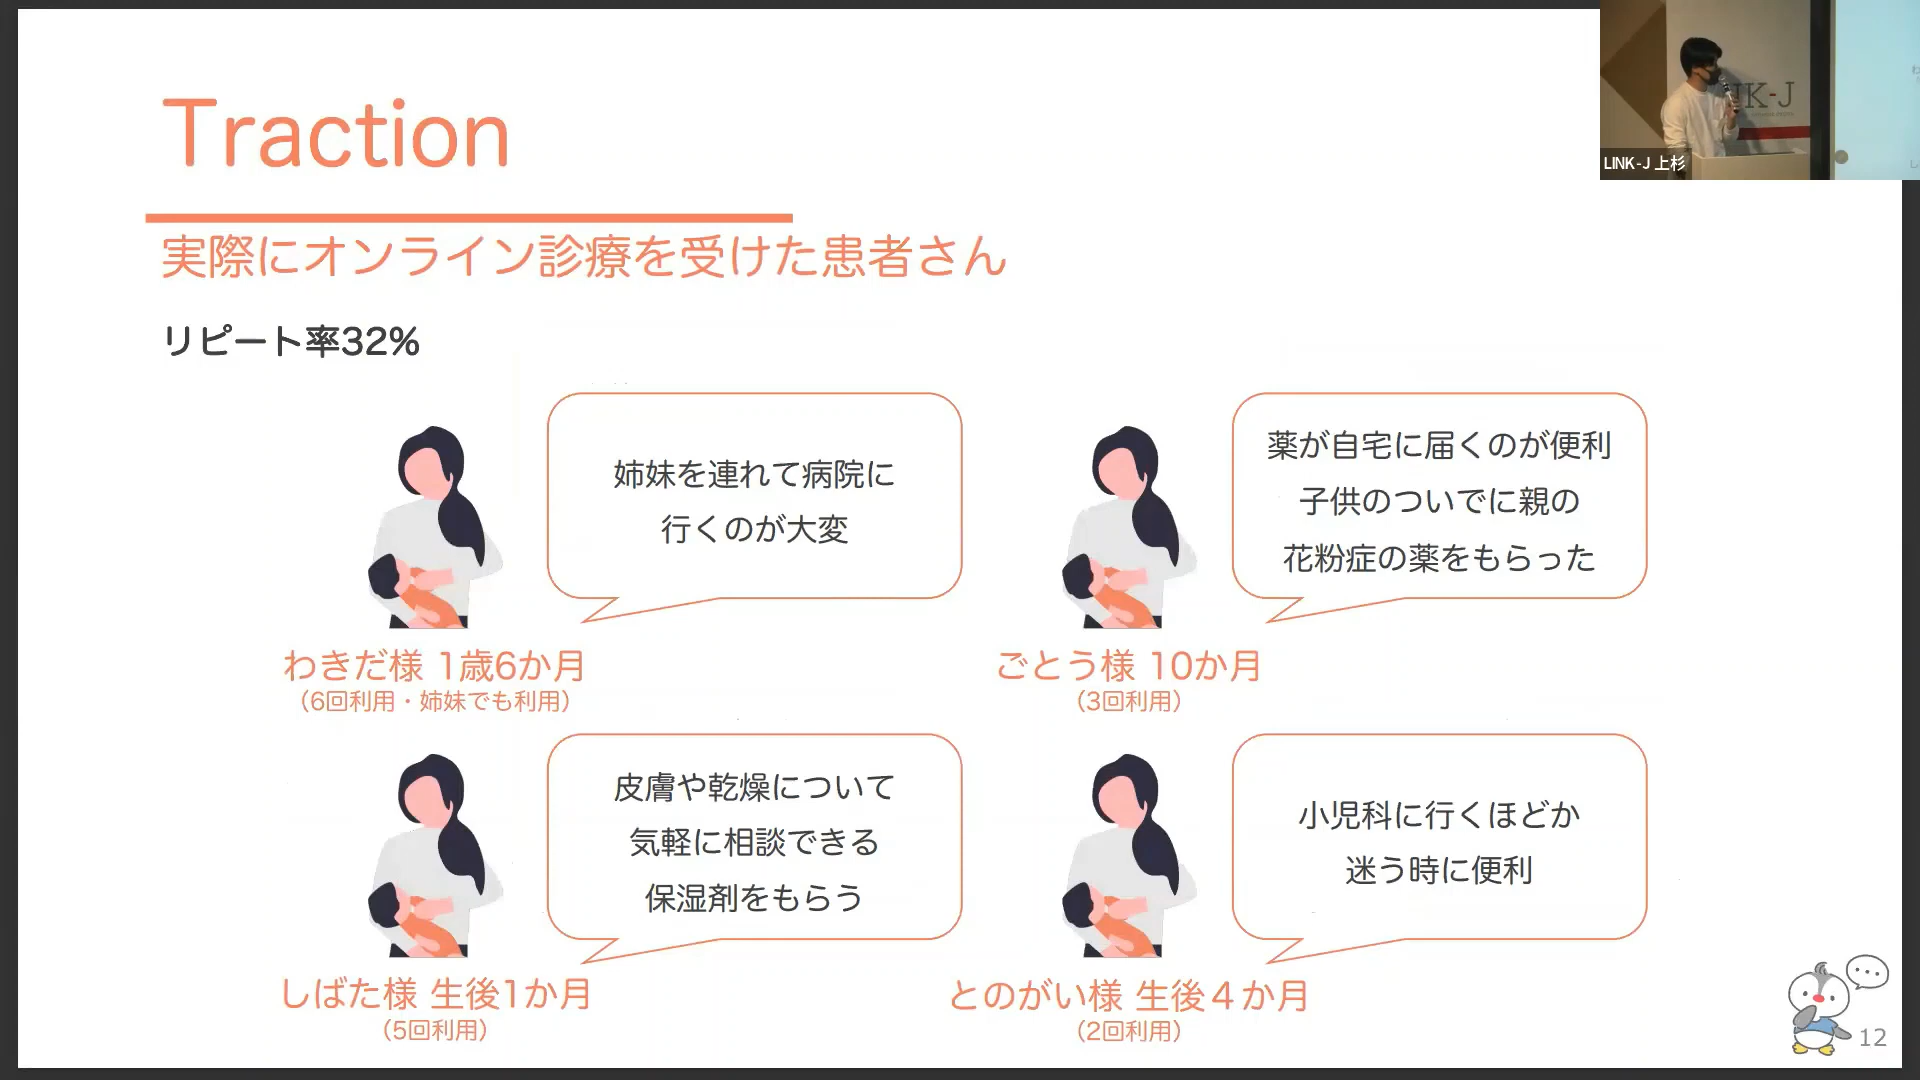 Traction
実際にオンライン診療を受けた患者さん
リピート率32%
姉妹を連れて病院に
行くのが大変
わきだ様 1歳6か月
（6回利用・姉妹でも利用）
薬が自宅に届くのが便利
子供のついでに親の
花粉症の薬をもらった
ごとう様 10か月
（3回利用）
皮膚や乾燥について
気軽に相談できる
保湿剤をもらう
しばた様 生後1か月
（5回利用）
小児科に行くほどか
迷う時に便利
とのがい様 生後４か月
（2回利用）
12
K-J
LINK-J 上杉